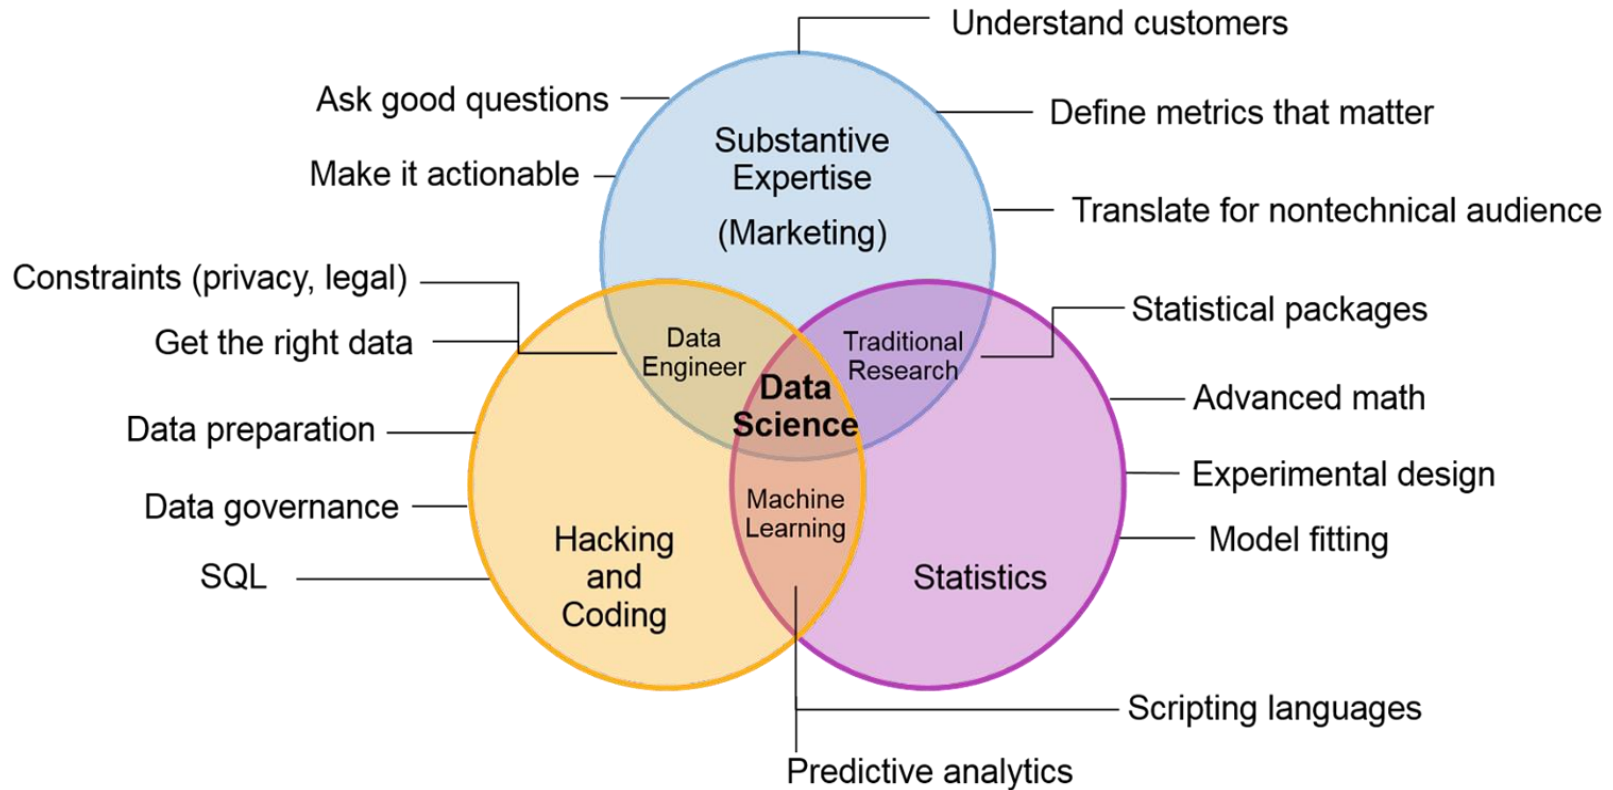 Understand customers
Ask good questions
Define metrics that matter
Substantive
Expertise
(Marketing)
Make it actionable
Translate for nontechnical audience
Constraints (privacy, legal)
Statistical packages
Get the right data
Data
Engineer
Traditional
Research
Data
Science
Advanced math
Data preparation
Experimental design
Data governance
Machine
Learning
Model fitting
Hacking
and
Coding
SQL
Statistics
Scripting languages
Predictive analytics